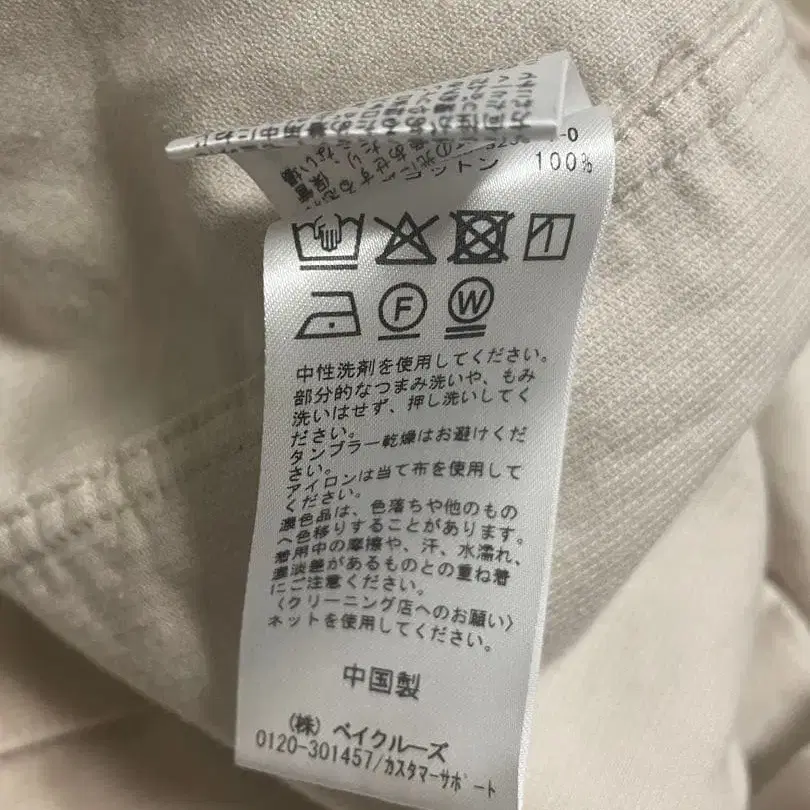 -0
コットン 100%
F
W
中性洗剤を使用してください。
部分的なつまみ洗いや、もみ
洗いはせず、押し洗いしてく
ださい。
タンブラー乾燥はお避けくだ
さい。
アイロンは当て布を使用して
ください。
濃色品は、色落ちや他のもの
へ色移りすることがあります。
着用中の摩擦や、汗、水濡れ、
濃淡差があるものとの重ね着
にご注意ください。
〈クリーニング店へのお願い〉
ネットを使用してください。
中国製
(株) ベイクルーズ
0120-301457/カスタマーサポート